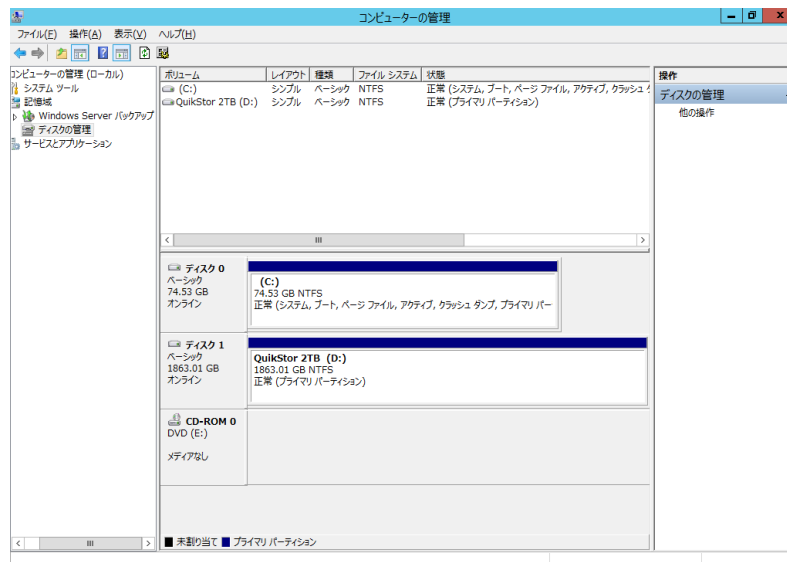 コンピューターの管理
ファイル(F) 操作(A) 表示(V) ヘルプ(H)
コンピューターの管理 (ローカル)
システム ツール
記憶域
Windows Server バックアップ
ディスクの管理
サービスとアプリケーション
ボリューム レイアウト 種類 ファイル システム 状態
(C:) シンプル ベーシック NTFS 正常 (システム, ブート, ページ ファイル, アクティブ, クラッシュ
QuikStor 2TB (D:) シンプル ベーシック NTFS 正常 (プライマリ パーティション)
ディスク 0
ベーシック
74.53 GB
オンライン
(C:)
74.53 GB NTFS
正常 (システム, ブート, ページ ファイル, アクティブ, クラッシュ ダンプ, プライマリ パー
ディスク 1
ベーシック
1863.01 GB
オンライン
QuikStor 2TB (D:)
1863.01 GB NTFS
正常 (プライマリ パーティション)
CD-ROM 0
DVD (E:)
メディアなし
未割り当て プライマリ パーティション
操作
ディスクの管理
他の操作